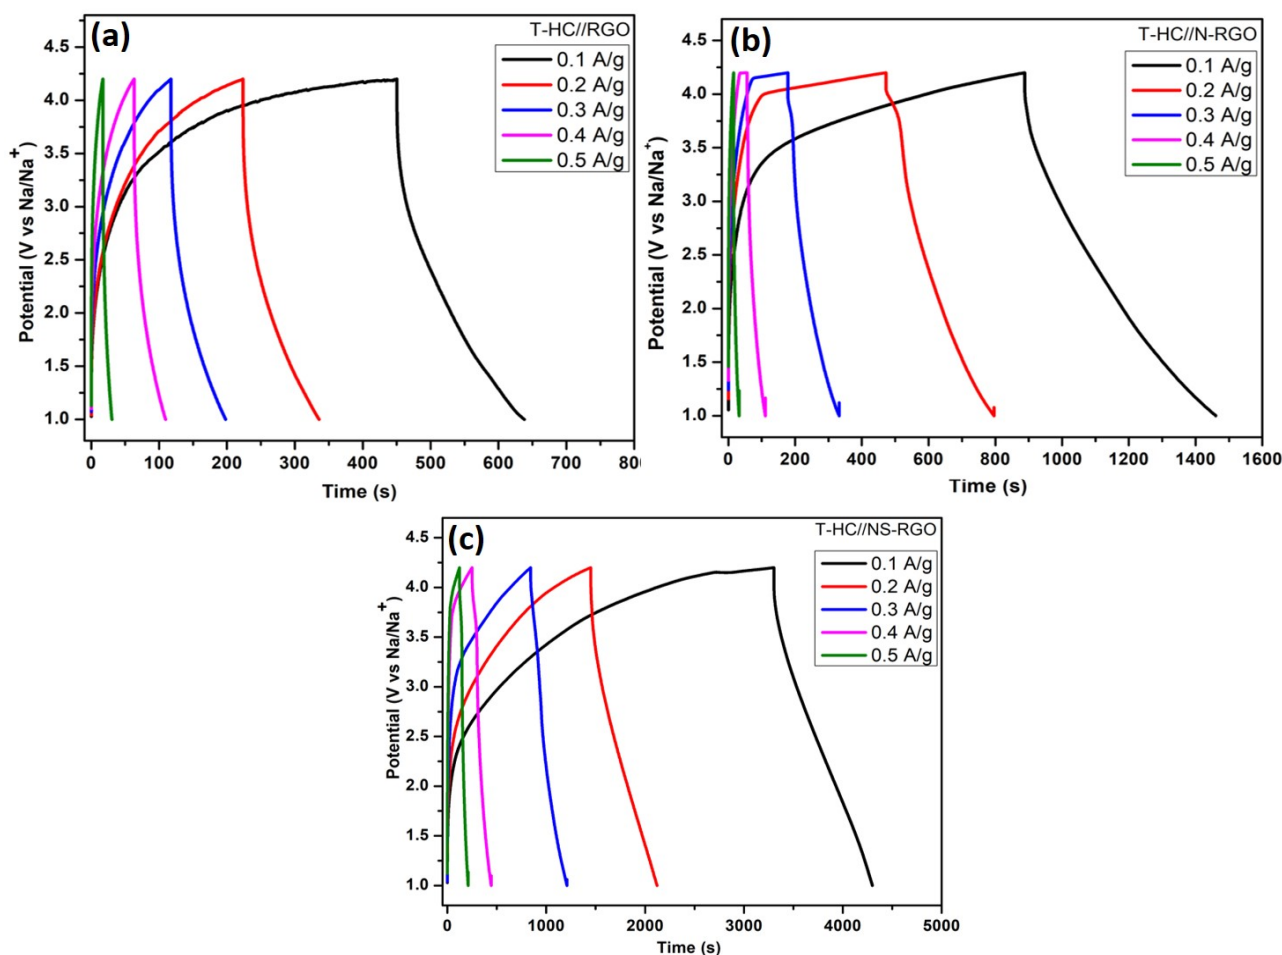 (a)
T-HC//RGO
0.1 A/g
0.2 A/g
0.3 A/g
0.4 A/g
0.5 A/g
Potential (V vs Na/Na+)
4.5
4.0
3.5
3.0
2.5
2.0
1.5
1.0
0 100 200 300 400 500 600 700 80
Time (s)
(b)
T-HC//N-RGO
0.1 A/g
0.2 A/g
0.3 A/g
0.4 A/g
0.5 A/g
Potential (V vs Na/Na+)
4.5
4.0
3.5
3.0
2.5
2.0
1.5
1.0
0 200 400 600 800 1000 1200 1400 1600
Time (s)
(c)
T-HC//NS-RGO
0.1 A/g
0.2 A/g
0.3 A/g
0.4 A/g
0.5 A/g
Potential (V vs Na/Na+)
4.5
4.0
3.5
3.0
2.5
2.0
1.5
1.0
0 1000 2000 3000 4000 5000
Time (s)